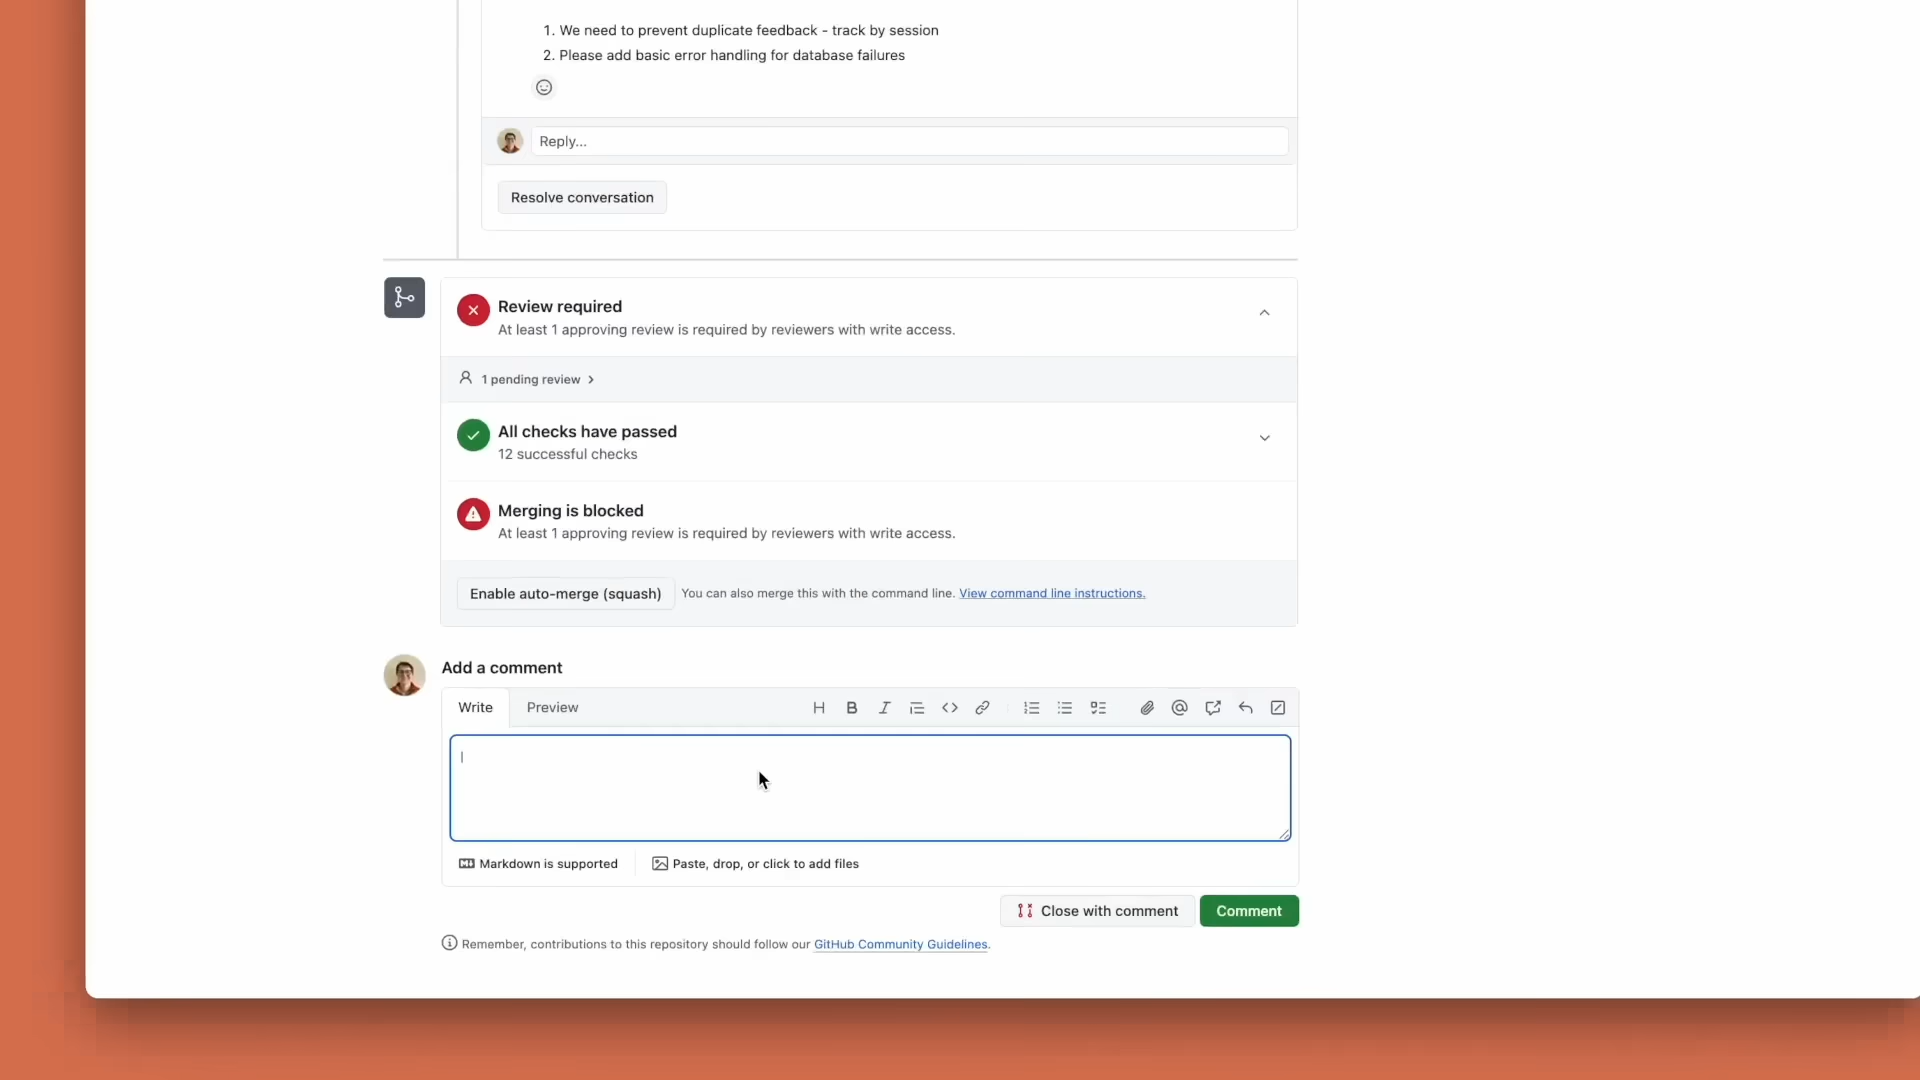 1. We need to prevent duplicate feedback - track by session
2. Please add basic error handling for database failures
Reply...
Resolve conversation
Review required
At least 1 approving review is required by reviewers with write access.
1 pending review
All checks have passed
12 successful checks
Merging is blocked
At least 1 approving review is required by reviewers with write access.
Enable auto-merge (squash) You can also merge this with the command line. View command line instructions.
Add a comment
Write Preview
Markdown is supported Paste, drop, or click to add files
Close with comment Comment
Remember, contributions to this repository should follow our GitHub Community Guidelines.